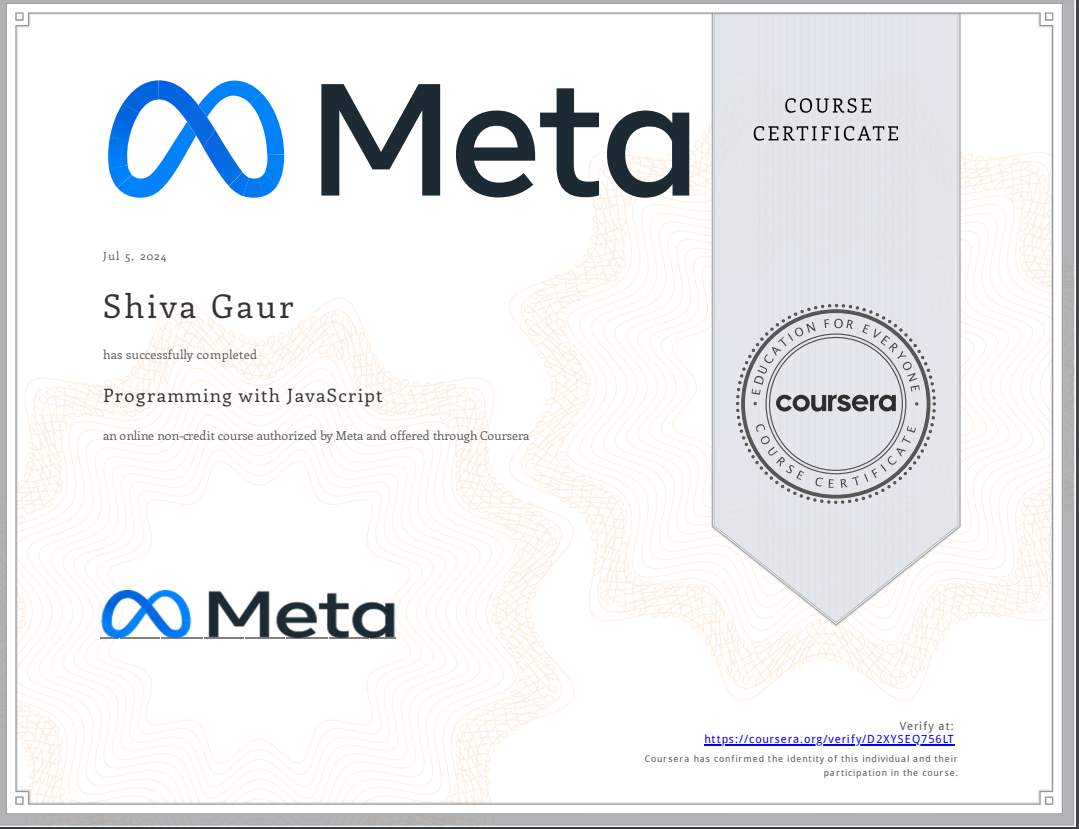 Meta
COURSE
CERTIFICATE
Jul 5, 2024
Shiva Gaur
has successfully completed
Programming with JavaScript
an online non-credit course authorized by Meta and offered through Coursera
EDUCATION FOR EVERYONE
coursera
COURSE CERTIFICATE
Meta
Verify at:
https://coursera.org/verify/D2XYSEQ756LT
Coursera has confirmed the identity of this individual and their
participation in the course.